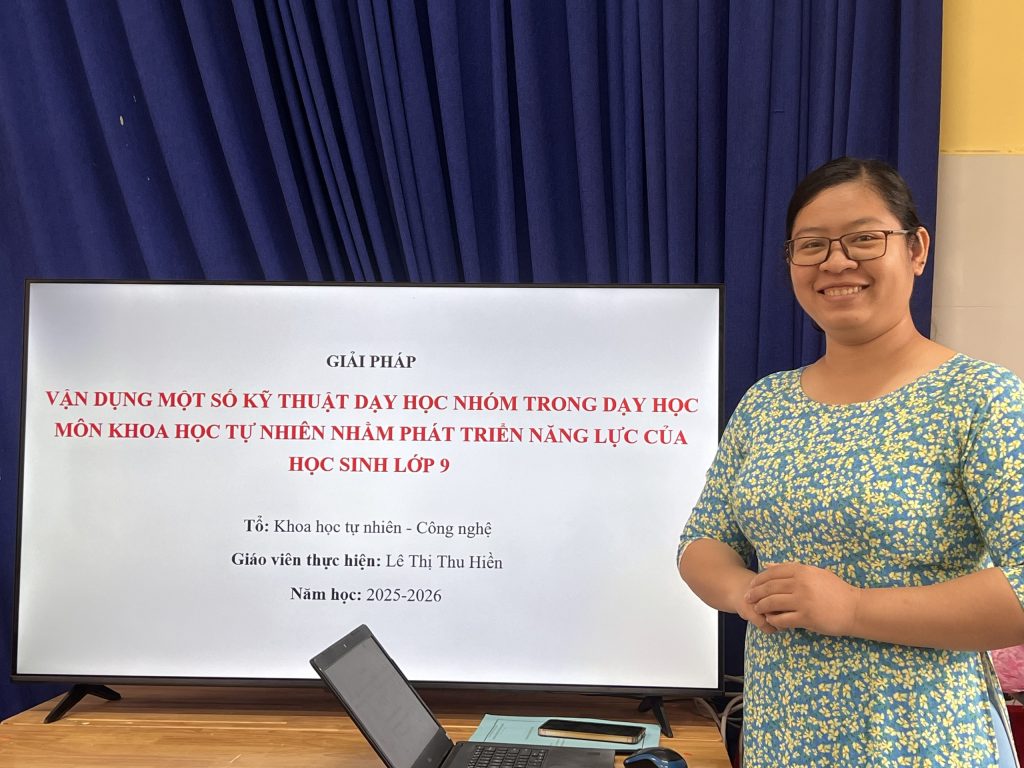 GIẢI PHÁP
VẬN DỤNG MỘT SỐ KỸ THUẬT DẠY HỌC NHÓM TRONG DẠY HỌC
MÔN KHOA HỌC TỰ NHIÊN NHẰM PHÁT TRIỂN NĂNG LỰC CỦA
HỌC SINH LỚP 9
Tổ: Khoa học tự nhiên - Công nghệ
Giáo viên thực hiện: Lê Thị Thu Hiền
Năm học: 2025-2026